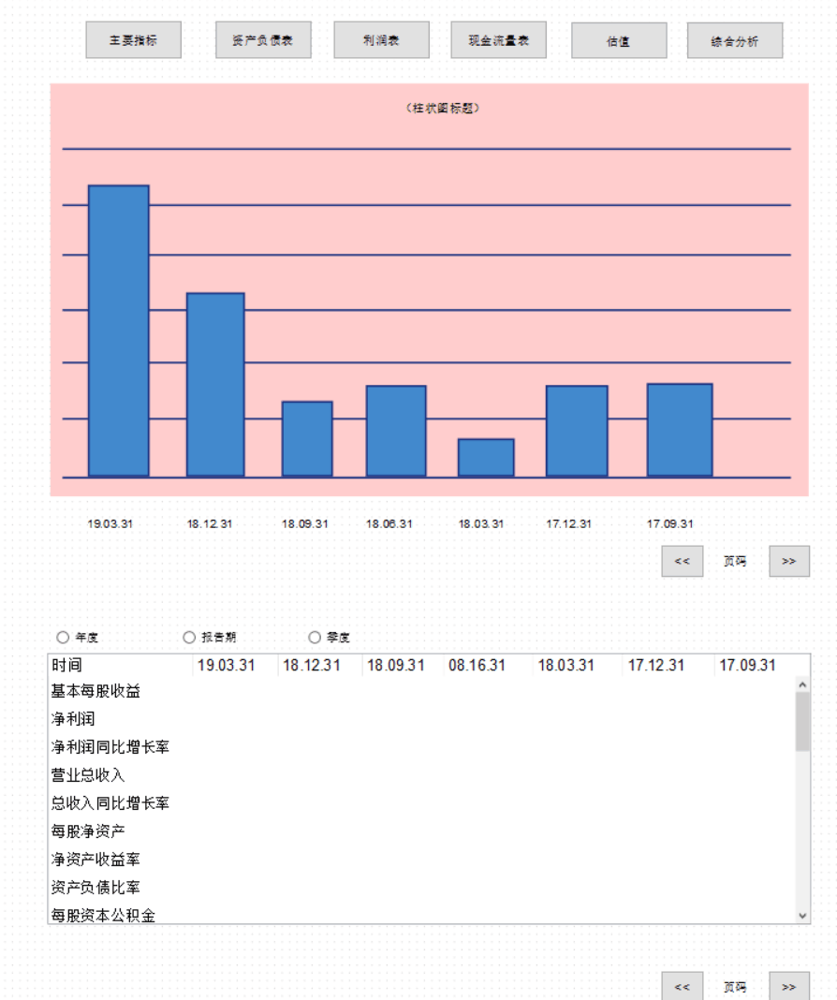 主要指标 资产负债表 利润表 现金流量表 估值 综合分析
（柱状图标题）
19.03.31 18.12.31 18.09.31 18.06.31 18.03.31 17.12.31 17.09.31
<< 页码 >>
年度 报告期 季度
时间 19.03.31 18.12.31 18.09.31 08.16.31 18.03.31 17.12.31 17.09.31
基本每股收益
净利润
净利润同比增长率
营业总收入
总收入同比增长率
每股净资产
净资产收益率
资产负债比率
每股资本公积金
<< 页码 >>